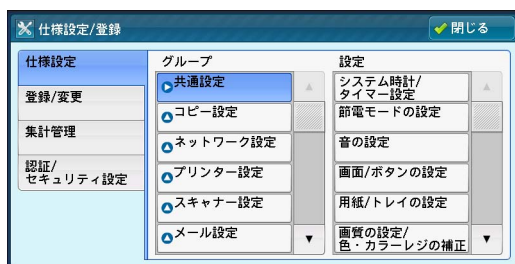 仕様設定/登録
閉じる
仕様設定
登録/変更
集計管理
認証/
セキュリティ設定
グループ
共通設定
コピー設定
ネットワーク設定
プリンター設定
スキャナー設定
メール設定
設定
システム時計/
タイマー設定
節電モードの設定
音の設定
画面/ボタンの設定
用紙/トレイの設定
画質の設定/
色・カラーレジの補正